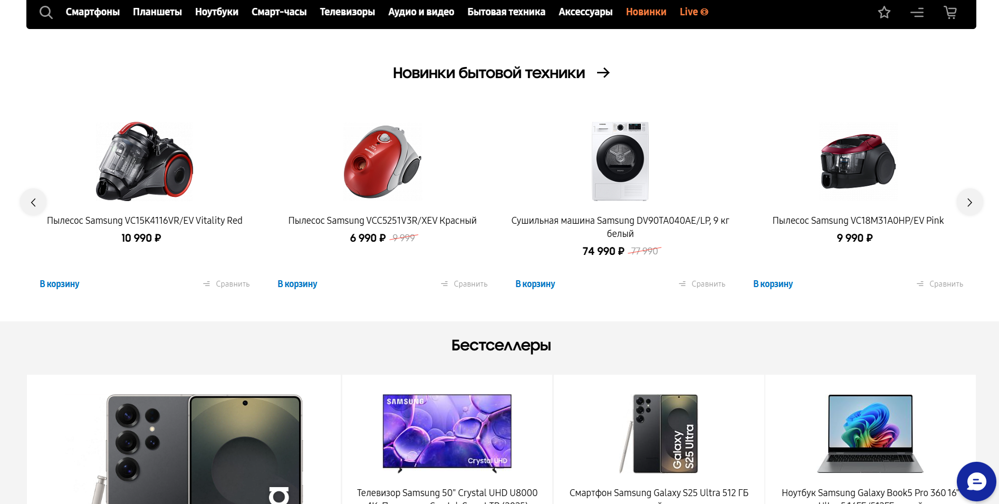 Смартфоны Планшеты Ноутбуки Смарт-часы Телевизоры Аудио и видео Бытовая техника Аксессуары Новинки Live
Новинки бытовой техники
Пылесос Samsung VC15K4116VR/EV Vitality Red
10 990 ₽
В корзину
Сравнить
Пылесос Samsung VCC5251V3R/XEV Красный
6 990 ₽ 9 999
В корзину
Сравнить
Сушильная машина Samsung DV90TA040AE/LP, 9 кг
белый
74 990 ₽ 77 990
В корзину
Сравнить
Пылесос Samsung VC18M31A0HP/EV Pink
9 990 ₽
В корзину
Сравнить
Бестселлеры
SAMSUNG
Crystal UHD
Телевизор Samsung 50" Crystal UHD U8000
Galaxy
S25 Ultra
Смартфон Samsung Galaxy S25 Ultra 512 ГБ
Ноутбук Samsung Galaxy Book5 Pro 360 16"